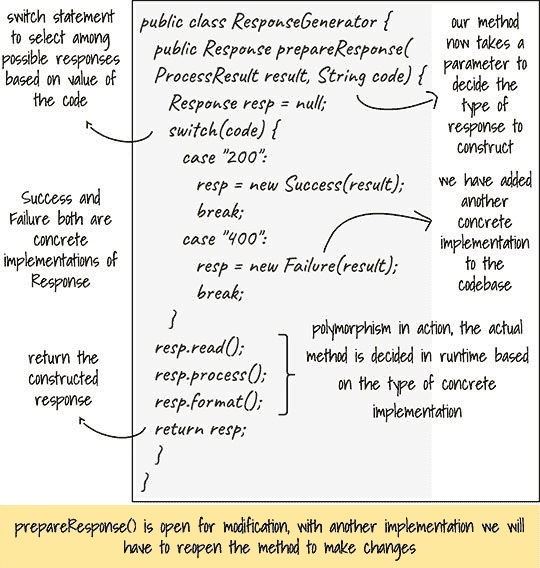 switch statement
to select among
possible responses
based on value of
the code
Success and
Failure both are
concrete
implementations of
Response
return the
constructed
response
public class ResponseGenerator {
public Response prepareResponse(
ProcessResult result, String code) {
Response resp = null;
switch(code) {
case "200":
resp = new Success(result);
break;
case "400":
resp = new Failure(result);
break;
}
resp.read();
resp.process();
resp.format();
return resp;
}
}
our method
now takes a
parameter to
decide the
type of
response to
construct
we have added
another
concrete
implementation
to the
codebase
polymorphism in action, the actual
method is decided in runtime based
on the type of concrete
implementation
prepareResponse() is open for modification, with another implementation we will
have to reopen the method to make changes